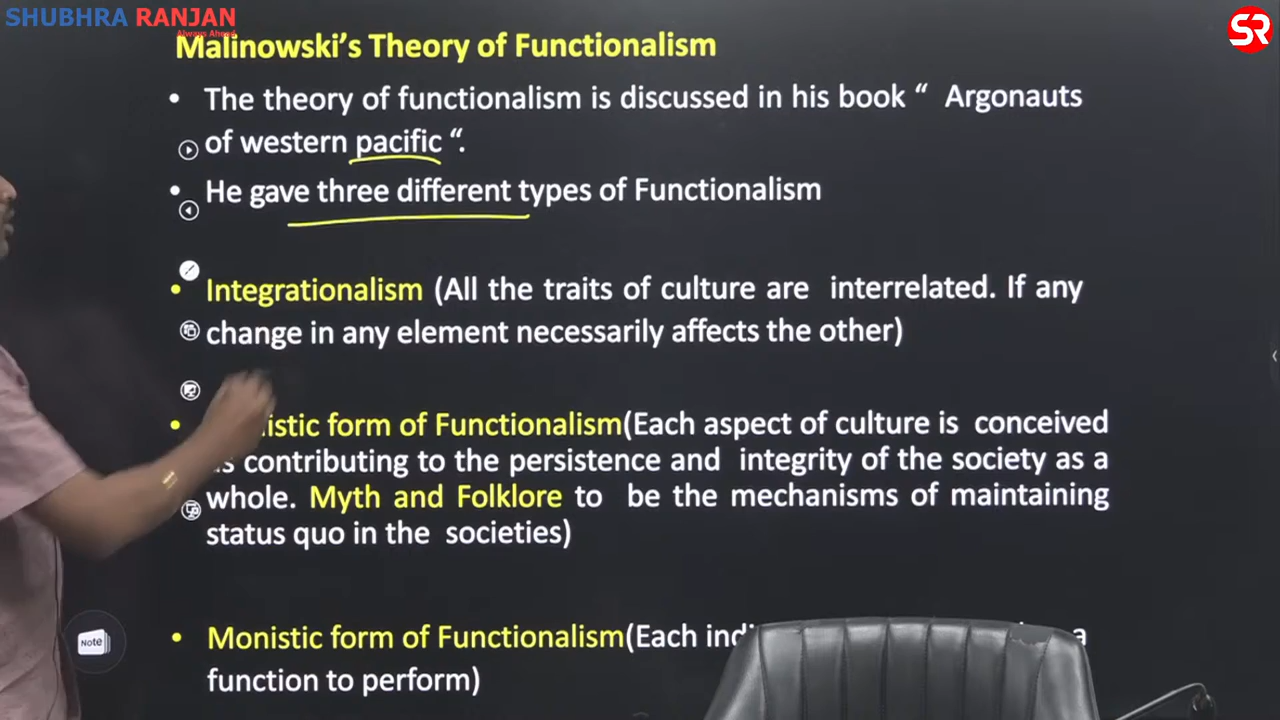 SHUBHRA RANJAN
Always Ahead
SR
Malinowski's Theory of Functionalism
• The theory of functionalism is discussed in his book “ Argonauts
of western pacific “.
• He gave three different types of Functionalism
• Integrationalism (All the traits of culture are interrelated. If any
change in any element necessarily affects the other)
• form of Functionalism(Each aspect of culture is conceived
contributing to the persistence and integrity of the society as a
whole. Myth and Folklore to be the mechanisms of maintaining
status quo in the societies)
Note
• Monistic form of Functionalism(Each a
function to perform)